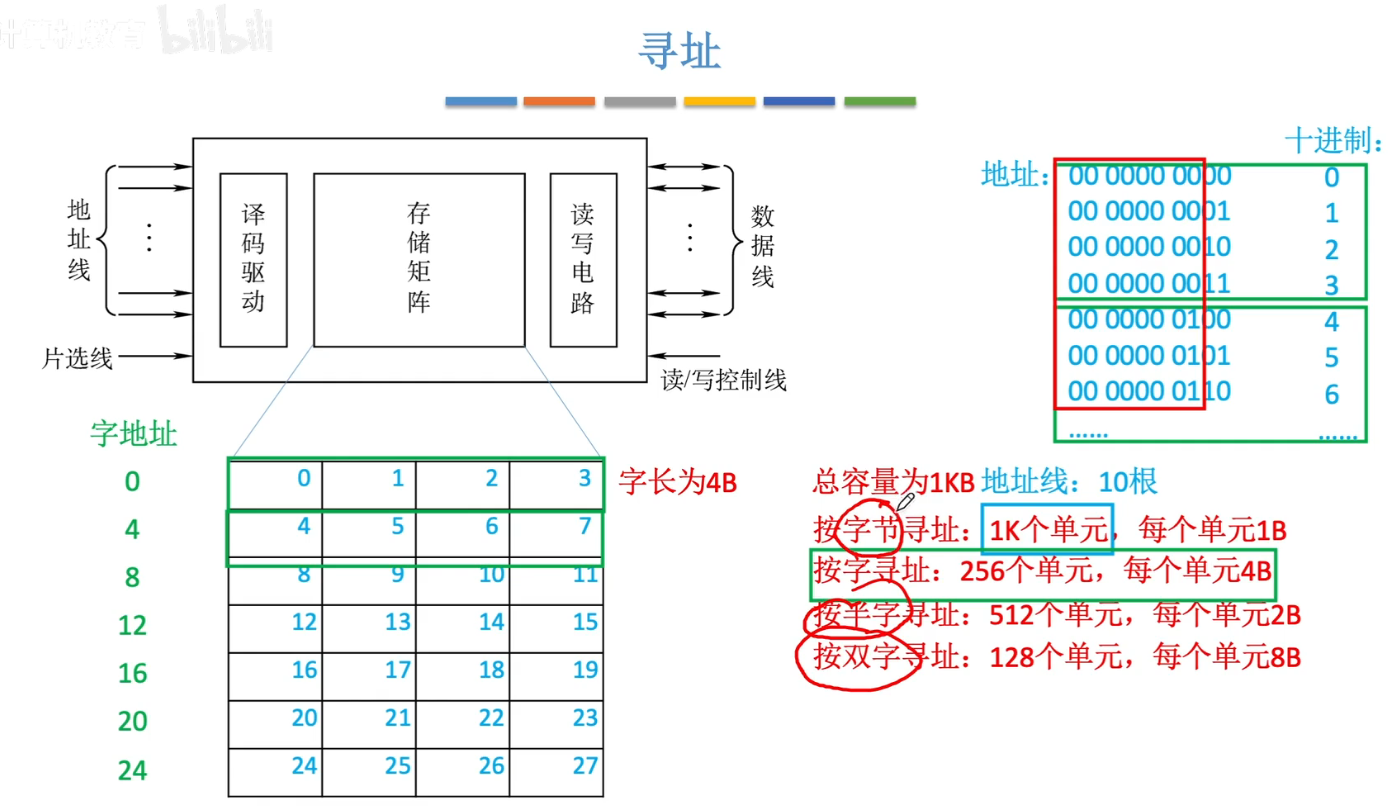 bilibili
寻址
十进制：
地址：
00 0000 0000 0
00 0000 0001 1
00 0000 0010 2
00 0000 0011 3
00 0000 0100 4
00 0000 0101 5
00 0000 0110 6
…… ……
地址线
⋮
片选线
译码驱动
存储矩阵
读写电路
⋮
数据线
读/写控制线
字地址
0 0 1 2 3 字长为4B
4 4 5 6 7
8 8 9 10 11
12 12 13 14 15
16 16 17 18 19
20 20 21 22 23
24 24 25 26 27
总容量为1KB 地址线：10根
按字节寻址：1K个单元，每个单元1B
按字寻址：256个单元，每个单元4B
按半字寻址：512个单元，每个单元2B
按双字寻址：128个单元，每个单元8B